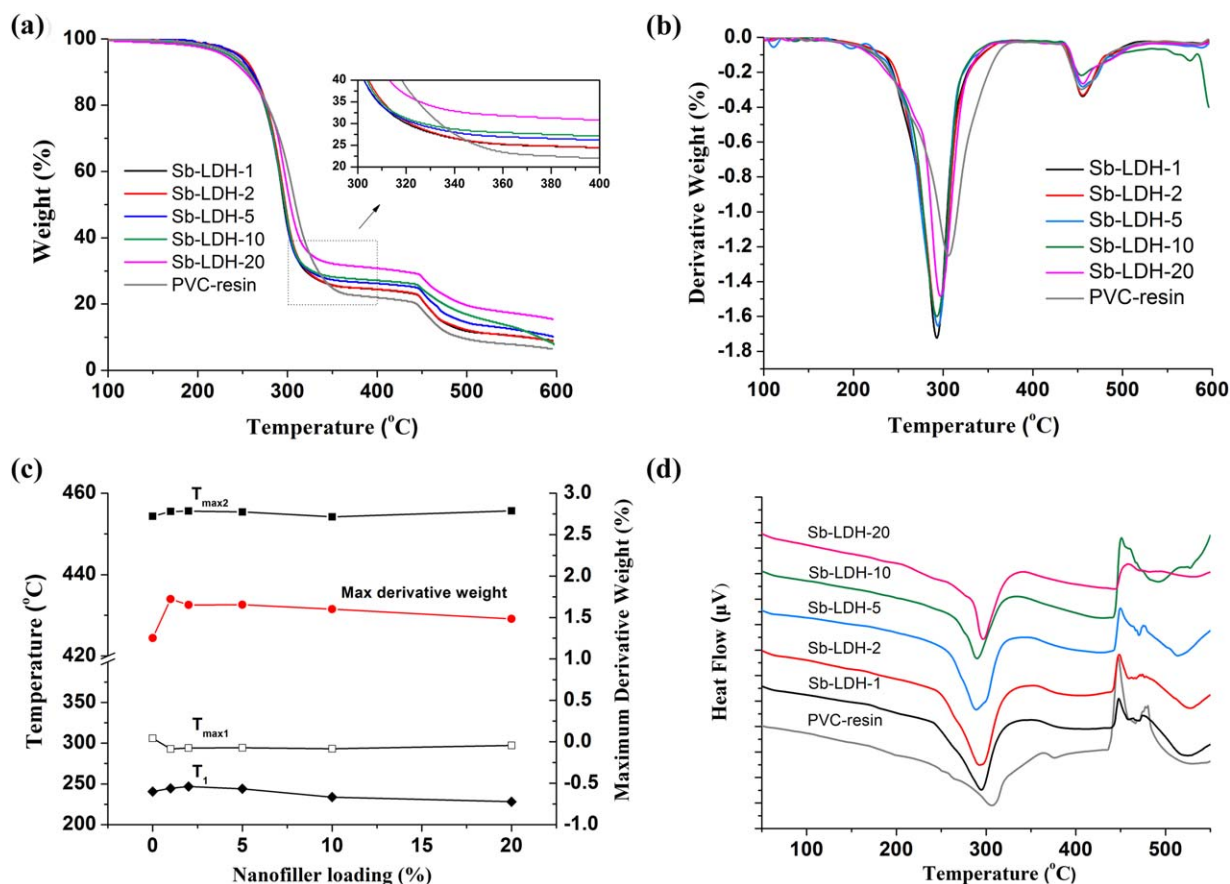 (a)
100
80
60
40
20
0
Weight (%)
Sb-LDH-1
Sb-LDH-2
Sb-LDH-5
Sb-LDH-10
Sb-LDH-20
PVC-resin
40
35
30
25
20
300 320 340 360 380 400
100 200 300 400 500 600
Temperature (°C)
(b)
0.0
-0.2
-0.4
-0.6
-0.8
-1.0
-1.2
-1.4
-1.6
-1.8
Derivative Weight (%)
Sb-LDH-1
Sb-LDH-2
Sb-LDH-5
Sb-LDH-10
Sb-LDH-20
PVC-resin
100 200 300 400 500 600
Temperature (°C)
(c)
460
440
420
350
300
250
200
Temperature (°C)
Tmax2
Max derivative weight
Tmax1
T1
3.0
2.5
2.0
1.5
1.0
0.5
0.0
-0.5
-1.0
Maximum Derivative Weight (%)
0 5 10 15 20
Nanofiller loading (%)
(d)
Heat Flow (µV)
Sb-LDH-20
Sb-LDH-10
Sb-LDH-5
Sb-LDH-2
Sb-LDH-1
PVC-resin
100 200 300 400 500
Temperature (°C)